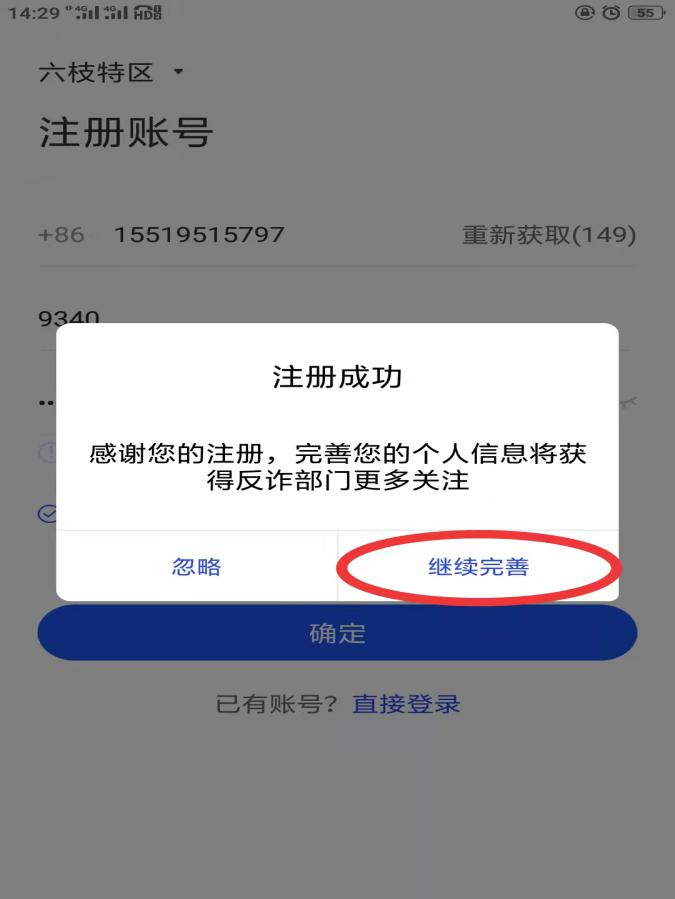 14:29 4G 4G HD 55
六枝特区
注册账号
+86 15519515797 重新获取(149)
9340
注册成功
感谢您的注册，完善您的个人信息将获
得反诈部门更多关注
忽略 继续完善
确定
已有账号？直接登录